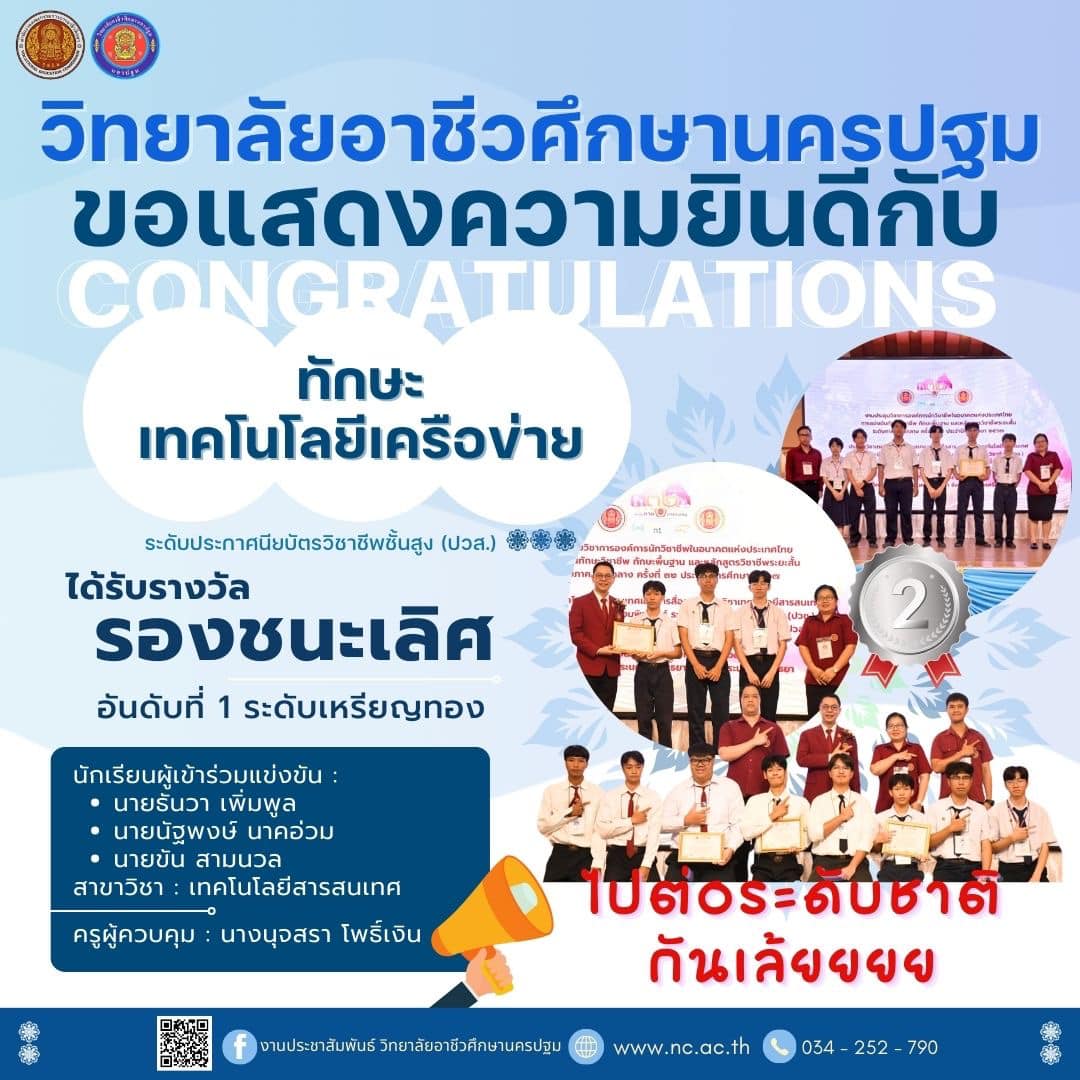 วิทยาลัยอาชีวศึกษานครปฐม
ขอแสดงความยินดีกับ
CONGRATULATIONS
ทักษะ
เทคโนโลยีเครือข่าย
ระดับประกาศนียบัตรวิชาชีพชั้นสูง (ปวส.)
ได้รับรางวัล
รองชนะเลิศ
อันดับที่ 1 ระดับเหรียญทอง
2
นักเรียนผู้เข้าร่วมแข่งขัน :
นายธันวา เพิ่มพูล
นายนัฐพงษ์ นาคอ่วม
นายขัน สามนวล
สาขาวิชา : เทคโนโลยีสารสนเทศ
ครูผู้ควบคุม : นางนุจสรา โพธิ์เงิน
ไปต่อระดับชาติ
กันเล้ยยยย
งานประชาสัมพันธ์ วิทยาลัยอาชีวศึกษานครปฐม
www.nc.ac.th
034 - 252 - 790